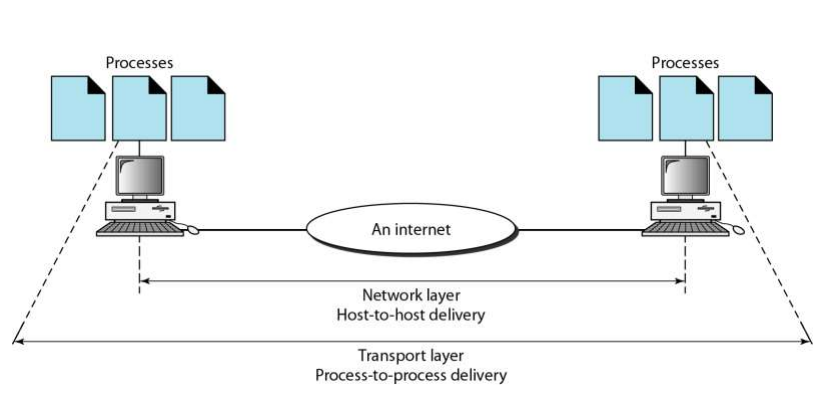 Processes
Processes
An internet
Network layer
Host-to-host delivery
Transport layer
Process-to-process delivery